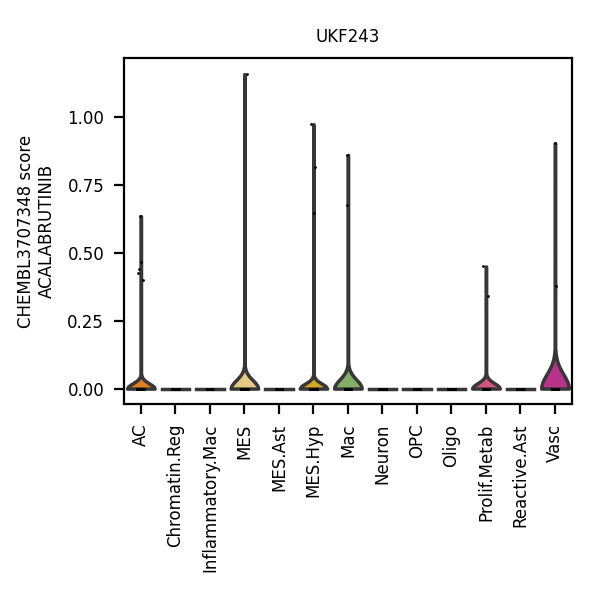 UKF243
CHEMBL3707348 score
ACALABRUTINIB
1.00
0.75
0.50
0.25
0.00
AC
Chromatin.Reg
Inflammatory.Mac
MES
MES.Ast
MES.Hyp
Mac
Neuron
OPC
Oligo
Prolif.Metab
Reactive.Ast
Vasc